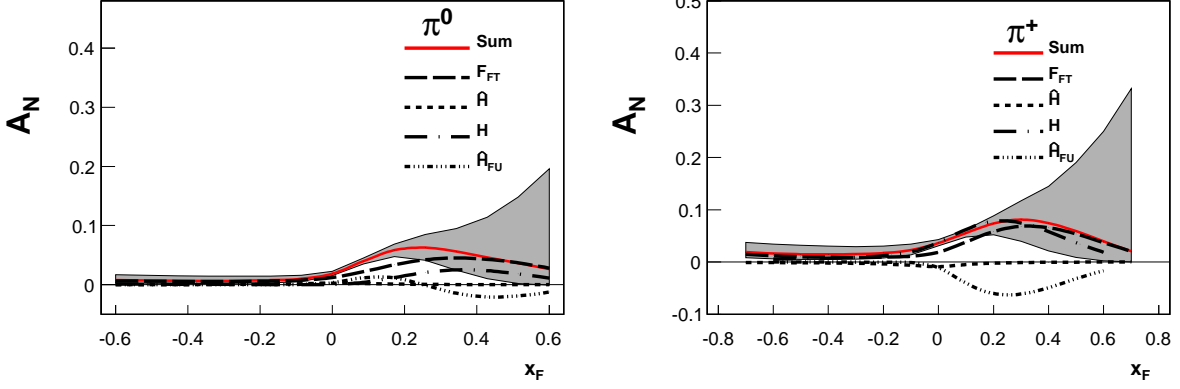 A_N
π⁰
Sum
F_FT
Ĥ
H
Ĥ_FU
0.4
0.3
0.2
0.1
0
-0.6 -0.4 -0.2 0 0.2 0.4 0.6
x_F
A_N
π⁺
Sum
F_FT
Ĥ
H
Ĥ_FU
0.5
0.4
0.3
0.2
0.1
0
-0.1
-0.8 -0.6 -0.4 -0.2 0 0.2 0.4 0.6 0.8
x_F